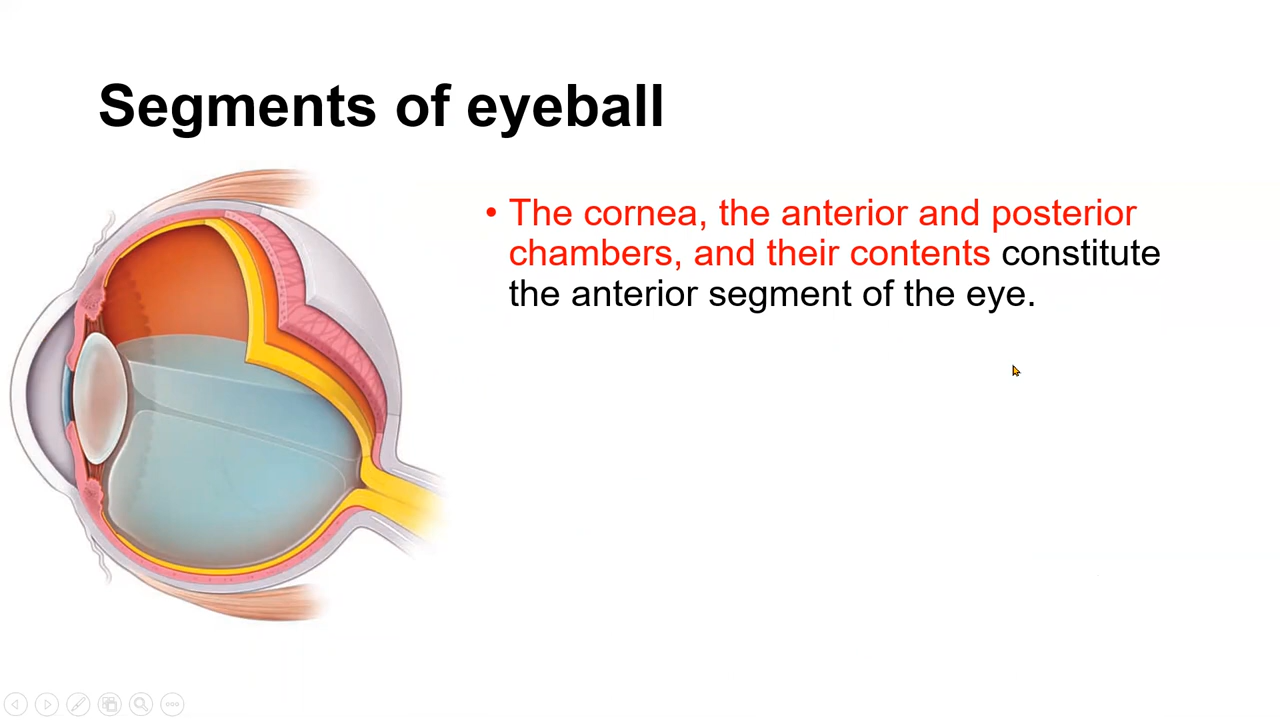 Segments of eyeball
• The cornea, the anterior and posterior
chambers, and their contents constitute
the anterior segment of the eye.